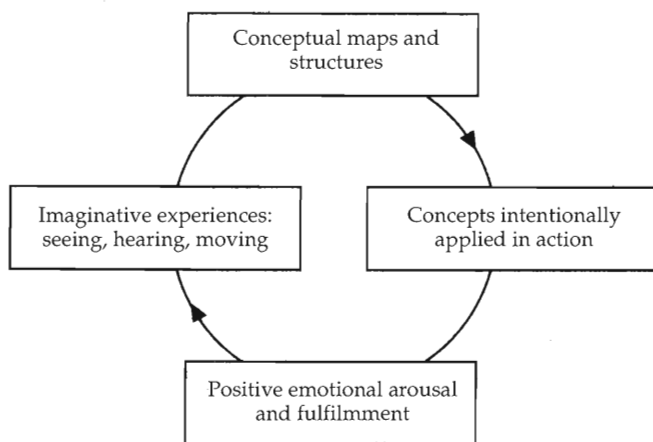 Conceptual maps and
structures
Imaginative experiences:
seeing, hearing, moving
Concepts intentionally
applied in action
Positive emotional arousal
and fulfilmment